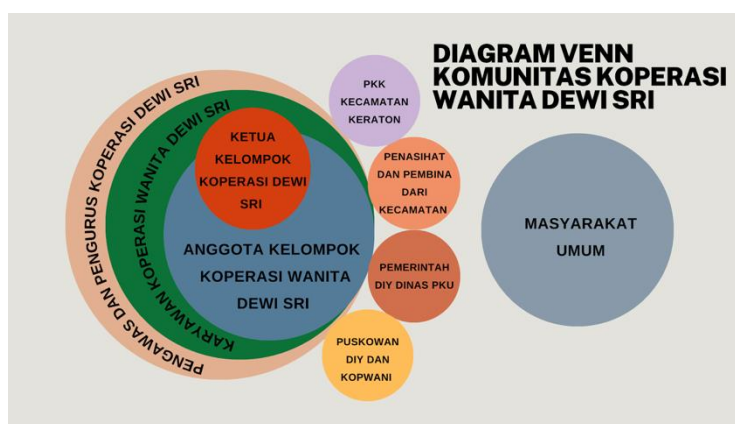 DIAGRAM VENN
KOMUNITAS KOPERASI
WANITA DEWI SRI
PENGAWAS DAN PENGURUS KOPERASI DEWI SRI
KARYAWAN KOPERASI WANITA DEWI SRI
KETUA
KELOMPOK
KOPERASI DEWI
SRI
ANGGOTA KELOMPOK
KOPERASI WANITA
DEWI SRI
PKK
KECAMATAN
KERATON
PENASIHAT
DAN PEMBINA
DARI
KECAMATAN
PEMERINTAH
DIY DINAS PKU
PUSKOWAN
DIY DAN
KOPWANI
MASYARAKAT
UMUM